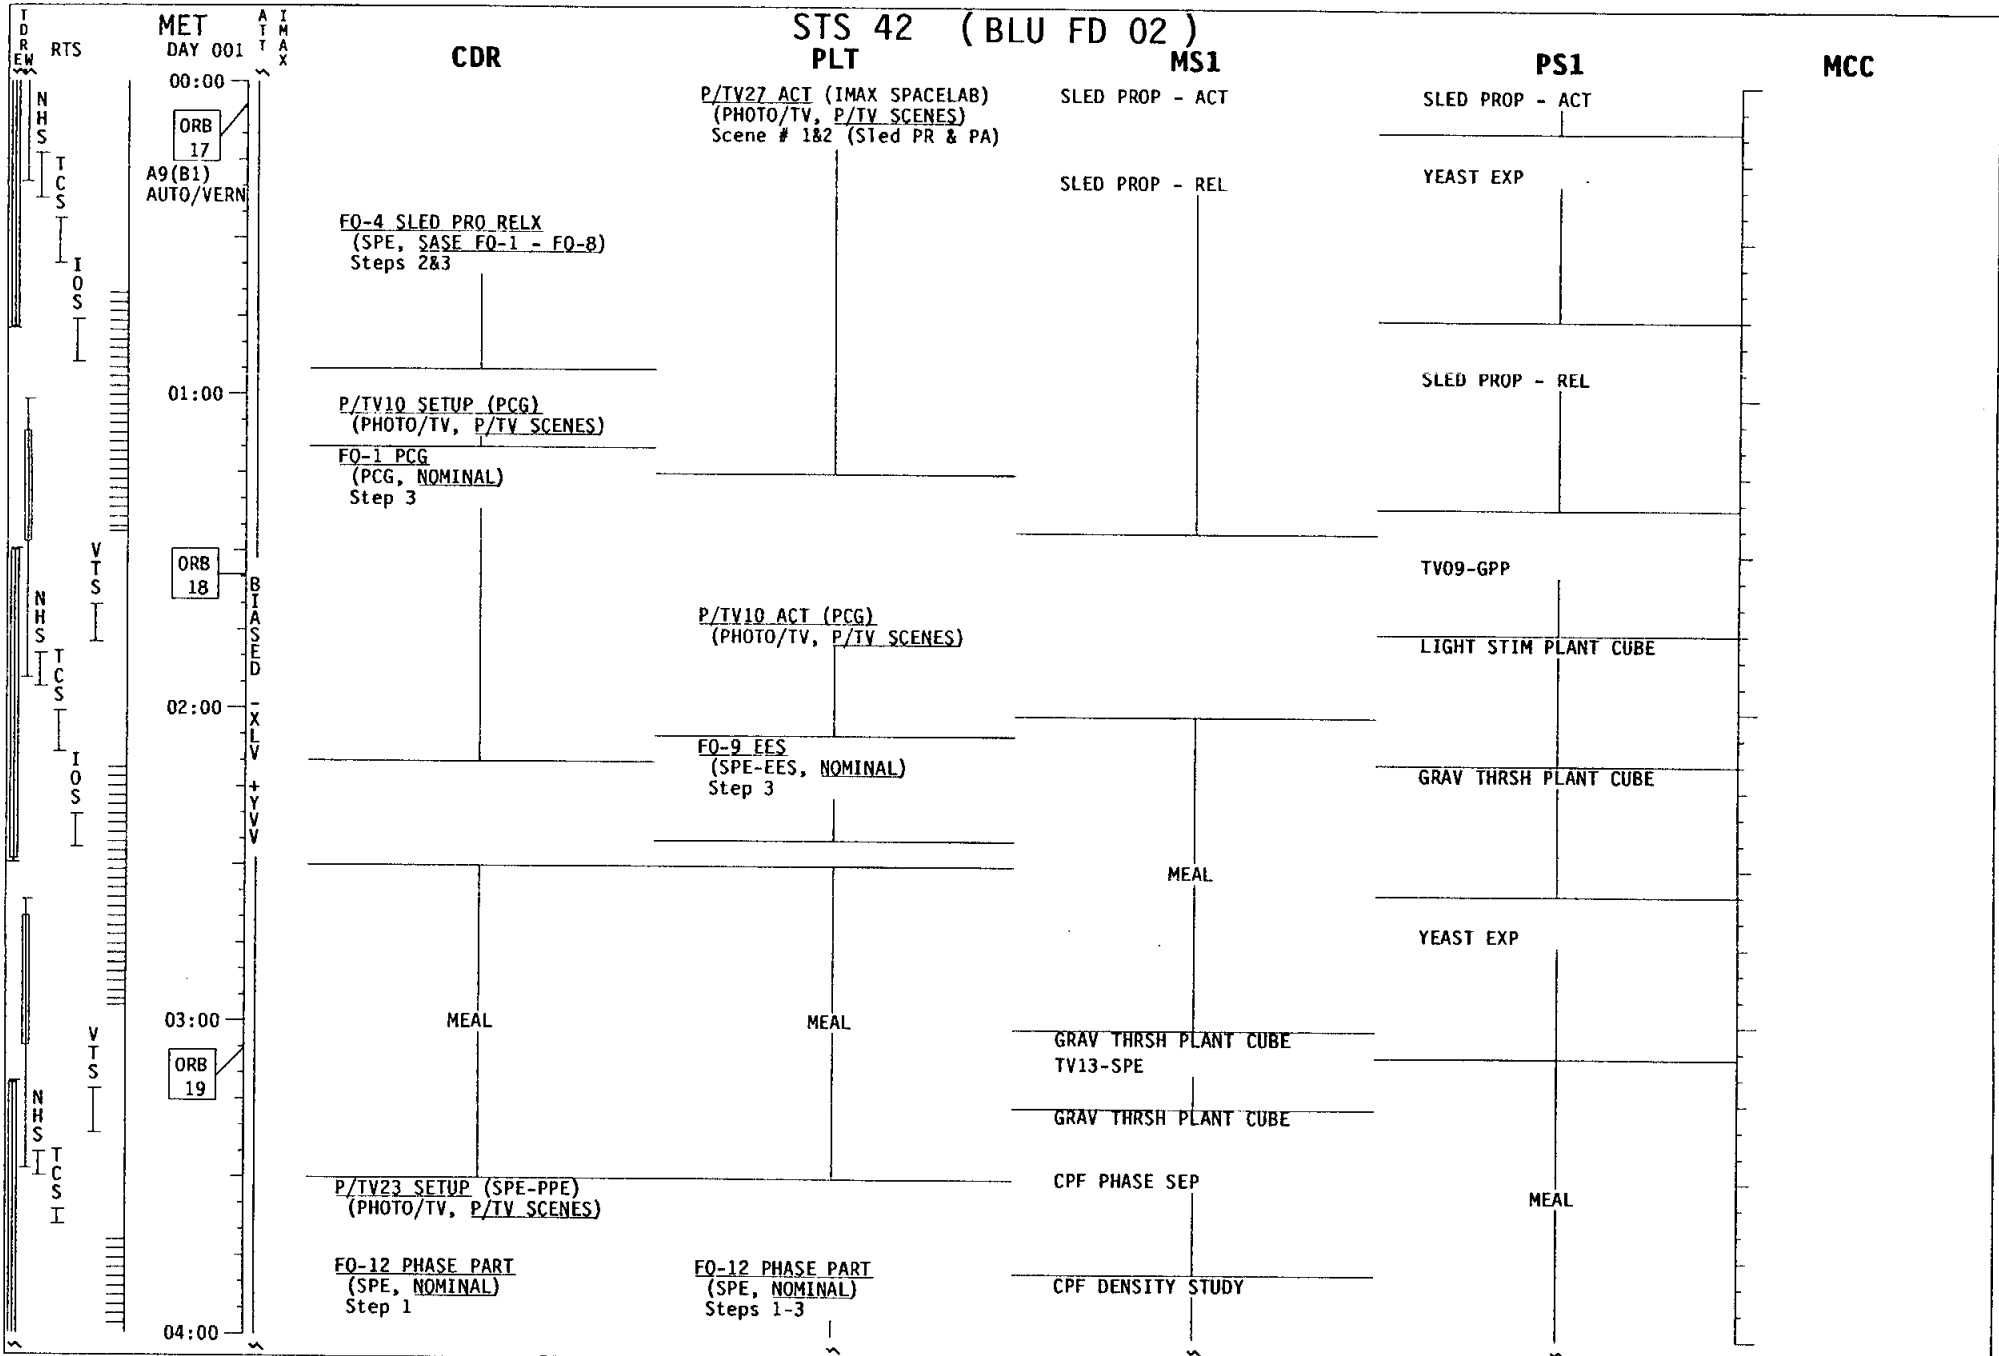 STS 42 (BLU FD 02)
TDRE W
RTS
MET
DAY 001
ATT
IMAX
CDR
PLT
MS1
PS1
MCC
00:00
ORB
17
A9(B1)
AUTO/VERN
NHS
TCS
IOS
01:00
VTS
ORB
18
NHS
TCS
02:00
IOS
BIASED -XLV +YVV
03:00
VTS
ORB
19
NHS
TCS
04:00
FO-4 SLED PRO RELX
(SPE, SASE FO-1 - FO-8)
Steps 2&3
P/TV10 SETUP (PCG)
(PHOTO/TV, P/TV SCENES)
FO-1 PCG
(PCG, NOMINAL)
Step 3
MEAL
P/TV23 SETUP (SPE-PPE)
(PHOTO/TV, P/TV SCENES)
FO-12 PHASE PART
(SPE, NOMINAL)
Step 1
P/TV27 ACT (IMAX SPACELAB)
(PHOTO/TV, P/TV SCENES)
Scene # 1&2 (Sled PR & PA)
P/TV10 ACT (PCG)
(PHOTO/TV, P/TV SCENES)
FO-9 EES
(SPE-EES, NOMINAL)
Step 3
MEAL
FO-12 PHASE PART
(SPE, NOMINAL)
Steps 1-3
SLED PROP - ACT
SLED PROP - REL
MEAL
GRAV THRSH PLANT CUBE
TV13-SPE
GRAV THRSH PLANT CUBE
CPF PHASE SEP
CPF DENSITY STUDY
SLED PROP - ACT
YEAST EXP
SLED PROP - REL
TV09-GPP
LIGHT STIM PLANT CUBE
GRAV THRSH PLANT CUBE
YEAST EXP
MEAL